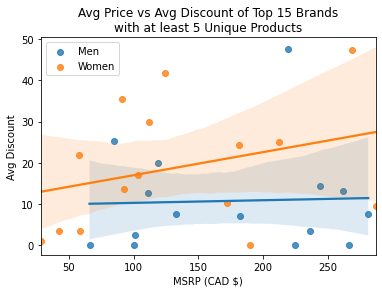 Avg Price vs Avg Discount of Top 15 Brands
with at least 5 Unique Products
Men
Women
Avg Discount
50
40
30
20
10
0
50
100
150
200
250
MSRP (CAD $)